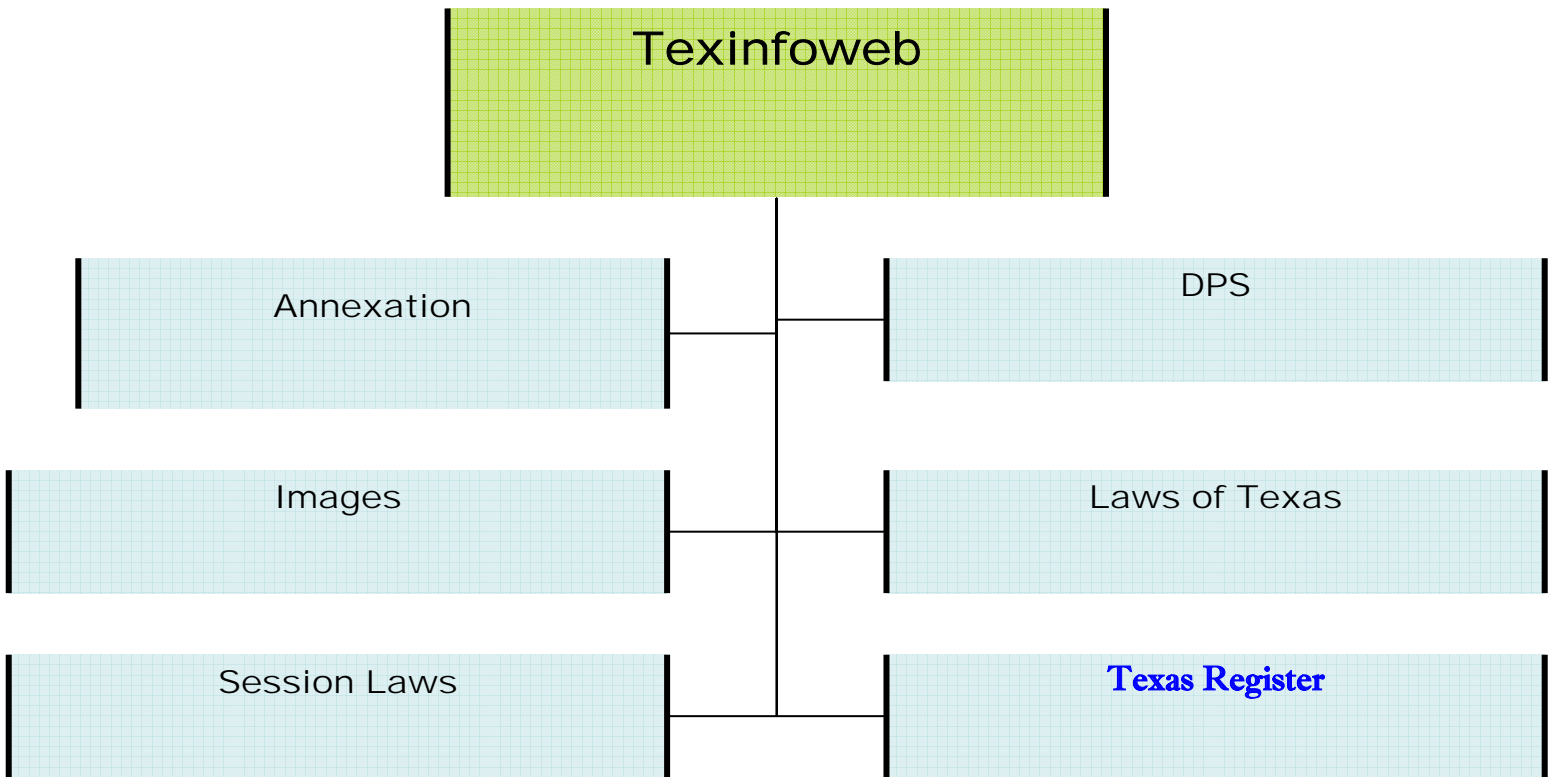 Texinfoweb
Annexation
DPS
Images
Laws of Texas
Session Laws
Texas Register